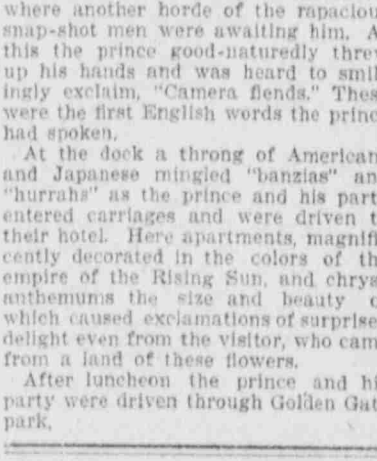 where another horde of the rapaciou
snap-shot men were awaiting him. A
this the prince good-naturedly threv
up his hands and was heard to smil
ingly exclaim, "Camera fiends." Thes
were the first English words the princ
had spoken.
At the dock a throng of American
and Japanese mingled "banzias" an
"hurrahs" as the prince and his part
entered carriages and were driven t
their hotel. Here apartments, magnifi
cently decorated in the colors of th
empire of the Rising Sun, and chrys
anthemums the size and beauty o
which caused exclamations of surprise
delight even from the visitor, who cam
from a land of these flowers.
After luncheon the prince and hi
party were driven through Golden Gat
park.